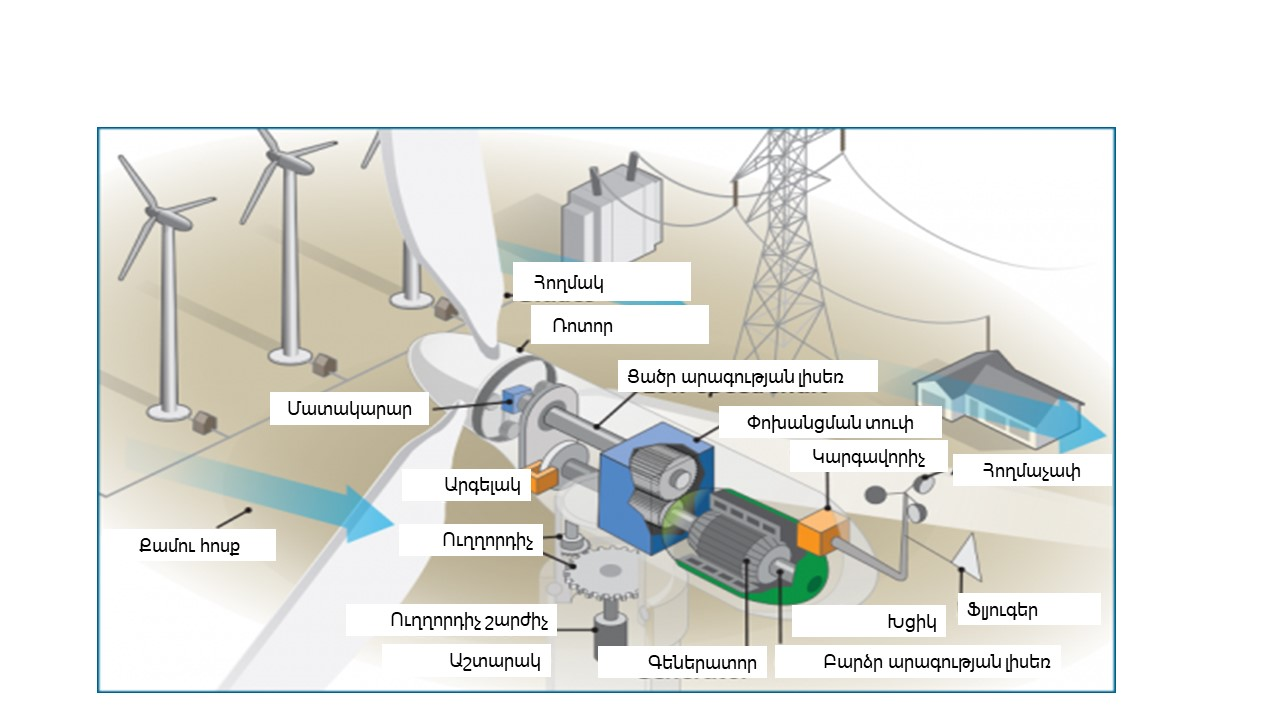 Հողմակ
Ռոտոր
Ցածր արագության լիսեռ
Մատակարար
Փոխանցման տուփ
Կարգավորիչ
Հողմաչափ
Արգելակ
Ուղղորդիչ
Քամու հոսք
Ֆլյուգեր
Ուղղորդիչ շարժիչ
Խցիկ
Աշտարակ
Գեներատոր
Բարձր արագության լիսեռ